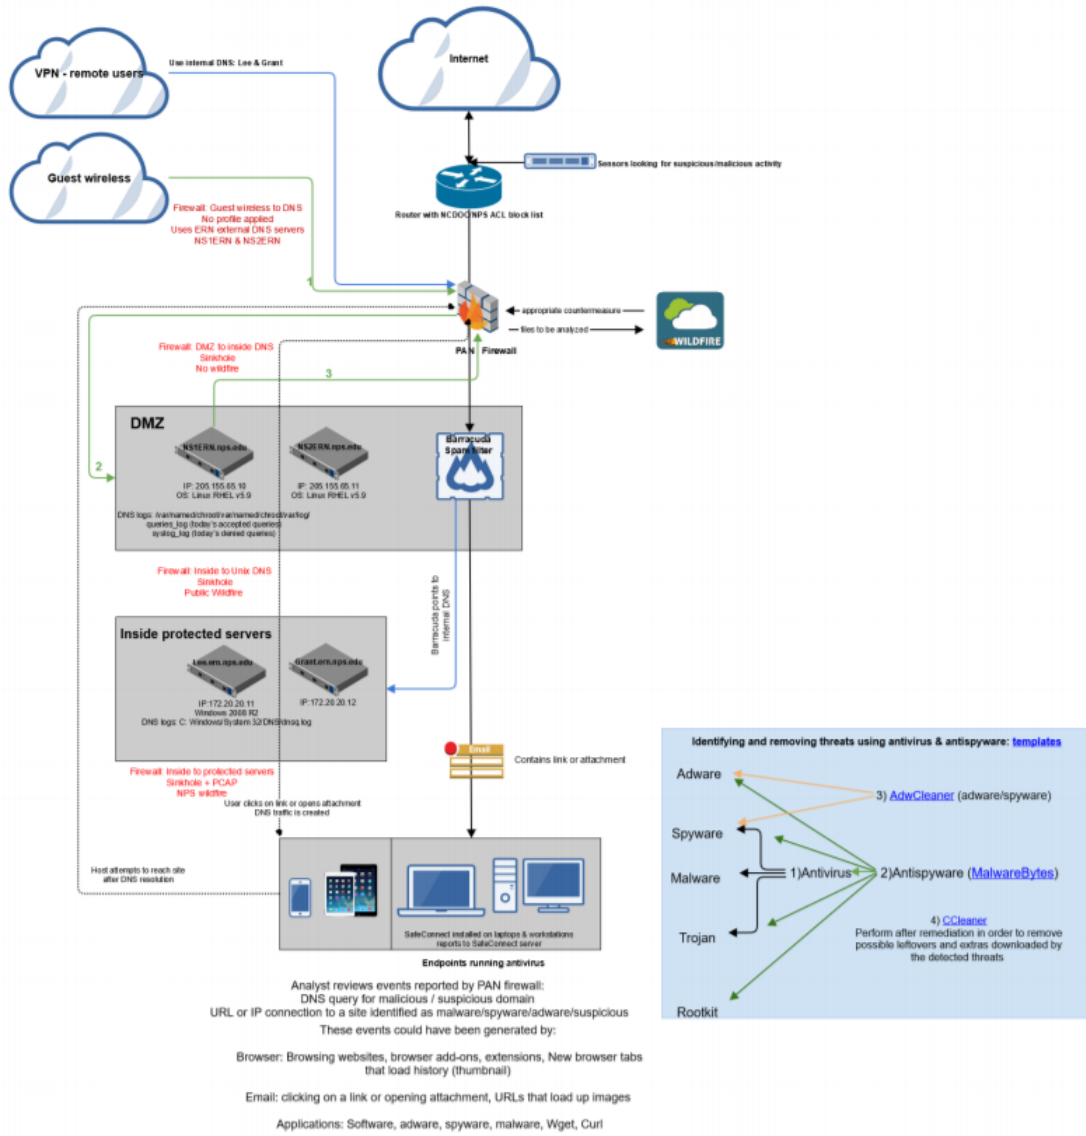 VPN - remote users
Use internal DNS: Lee & Grant
Internet
Guest wireless
Sensors looking for suspicious/malicious activity
Router with NCDOC/NPS ACL block list
Firewall: Guest wireless to DNS
No profile applied
Uses ERN external DNS servers
NS1ERN & NS2ERN
1
appropriate countermeasure
files to be analyzed
WILDFIRE
PAN Firewall
Firewall: DMZ to inside DNS
Sinkhole
No wildfire
3
DMZ
NS1ERN.nps.edu
IP: 205.155.65.10
OS: Linux RHEL v5.9
NS2ERN.nps.edu
IP: 205.155.65.11
OS: Linux RHEL v5.9
Barracuda
Spam filter
2
DNS logs: /var/named/chroot/var/named/chroot/var/log/
queries_log (today's accepted queries)
syslog_log (today's denied queries)
Firewall: Inside to Unix DNS
Sinkhole
Public Wildfire
Barracuda points to
internal DNS
Inside protected servers
Lee.ern.nps.edu
IP:172.20.20.11
Windows 2008 R2
Grant.ern.nps.edu
IP:172.20.20.12
DNS logs: C: Windows/System 32/DNS/dnsq.log
Firewall: Inside to protected servers
Sinkhole + PCAP
NPS wildfire
Email
Contains link or attachment
User clicks on link or opens attachment
DNS traffic is created
Host attempts to reach site
after DNS resolution
SafeConnect installed on laptops & workstations
reports to SafeConnect server
Endpoints running antivirus
Analyst reviews events reported by PAN firewall:
DNS query for malicious / suspicious domain
URL or IP connection to a site identified as malware/spyware/adware/suspicious
These events could have been generated by:
Browser: Browsing websites, browser add-ons, extensions, New browser tabs
that load history (thumbnail)
Email: clicking on a link or opening attachment, URLs that load up images
Applications: Software, adware, spyware, malware, Wget, Curl
Identifying and removing threats using antivirus & antispyware: templates
Adware
3) AdwCleaner (adware/spyware)
Spyware
Malware
1)Antivirus
2)Antispyware (MalwareBytes)
Trojan
4) CCleaner
Perform after remediation in order to remove
possible leftovers and extras downloaded by
the detected threats
Rootkit